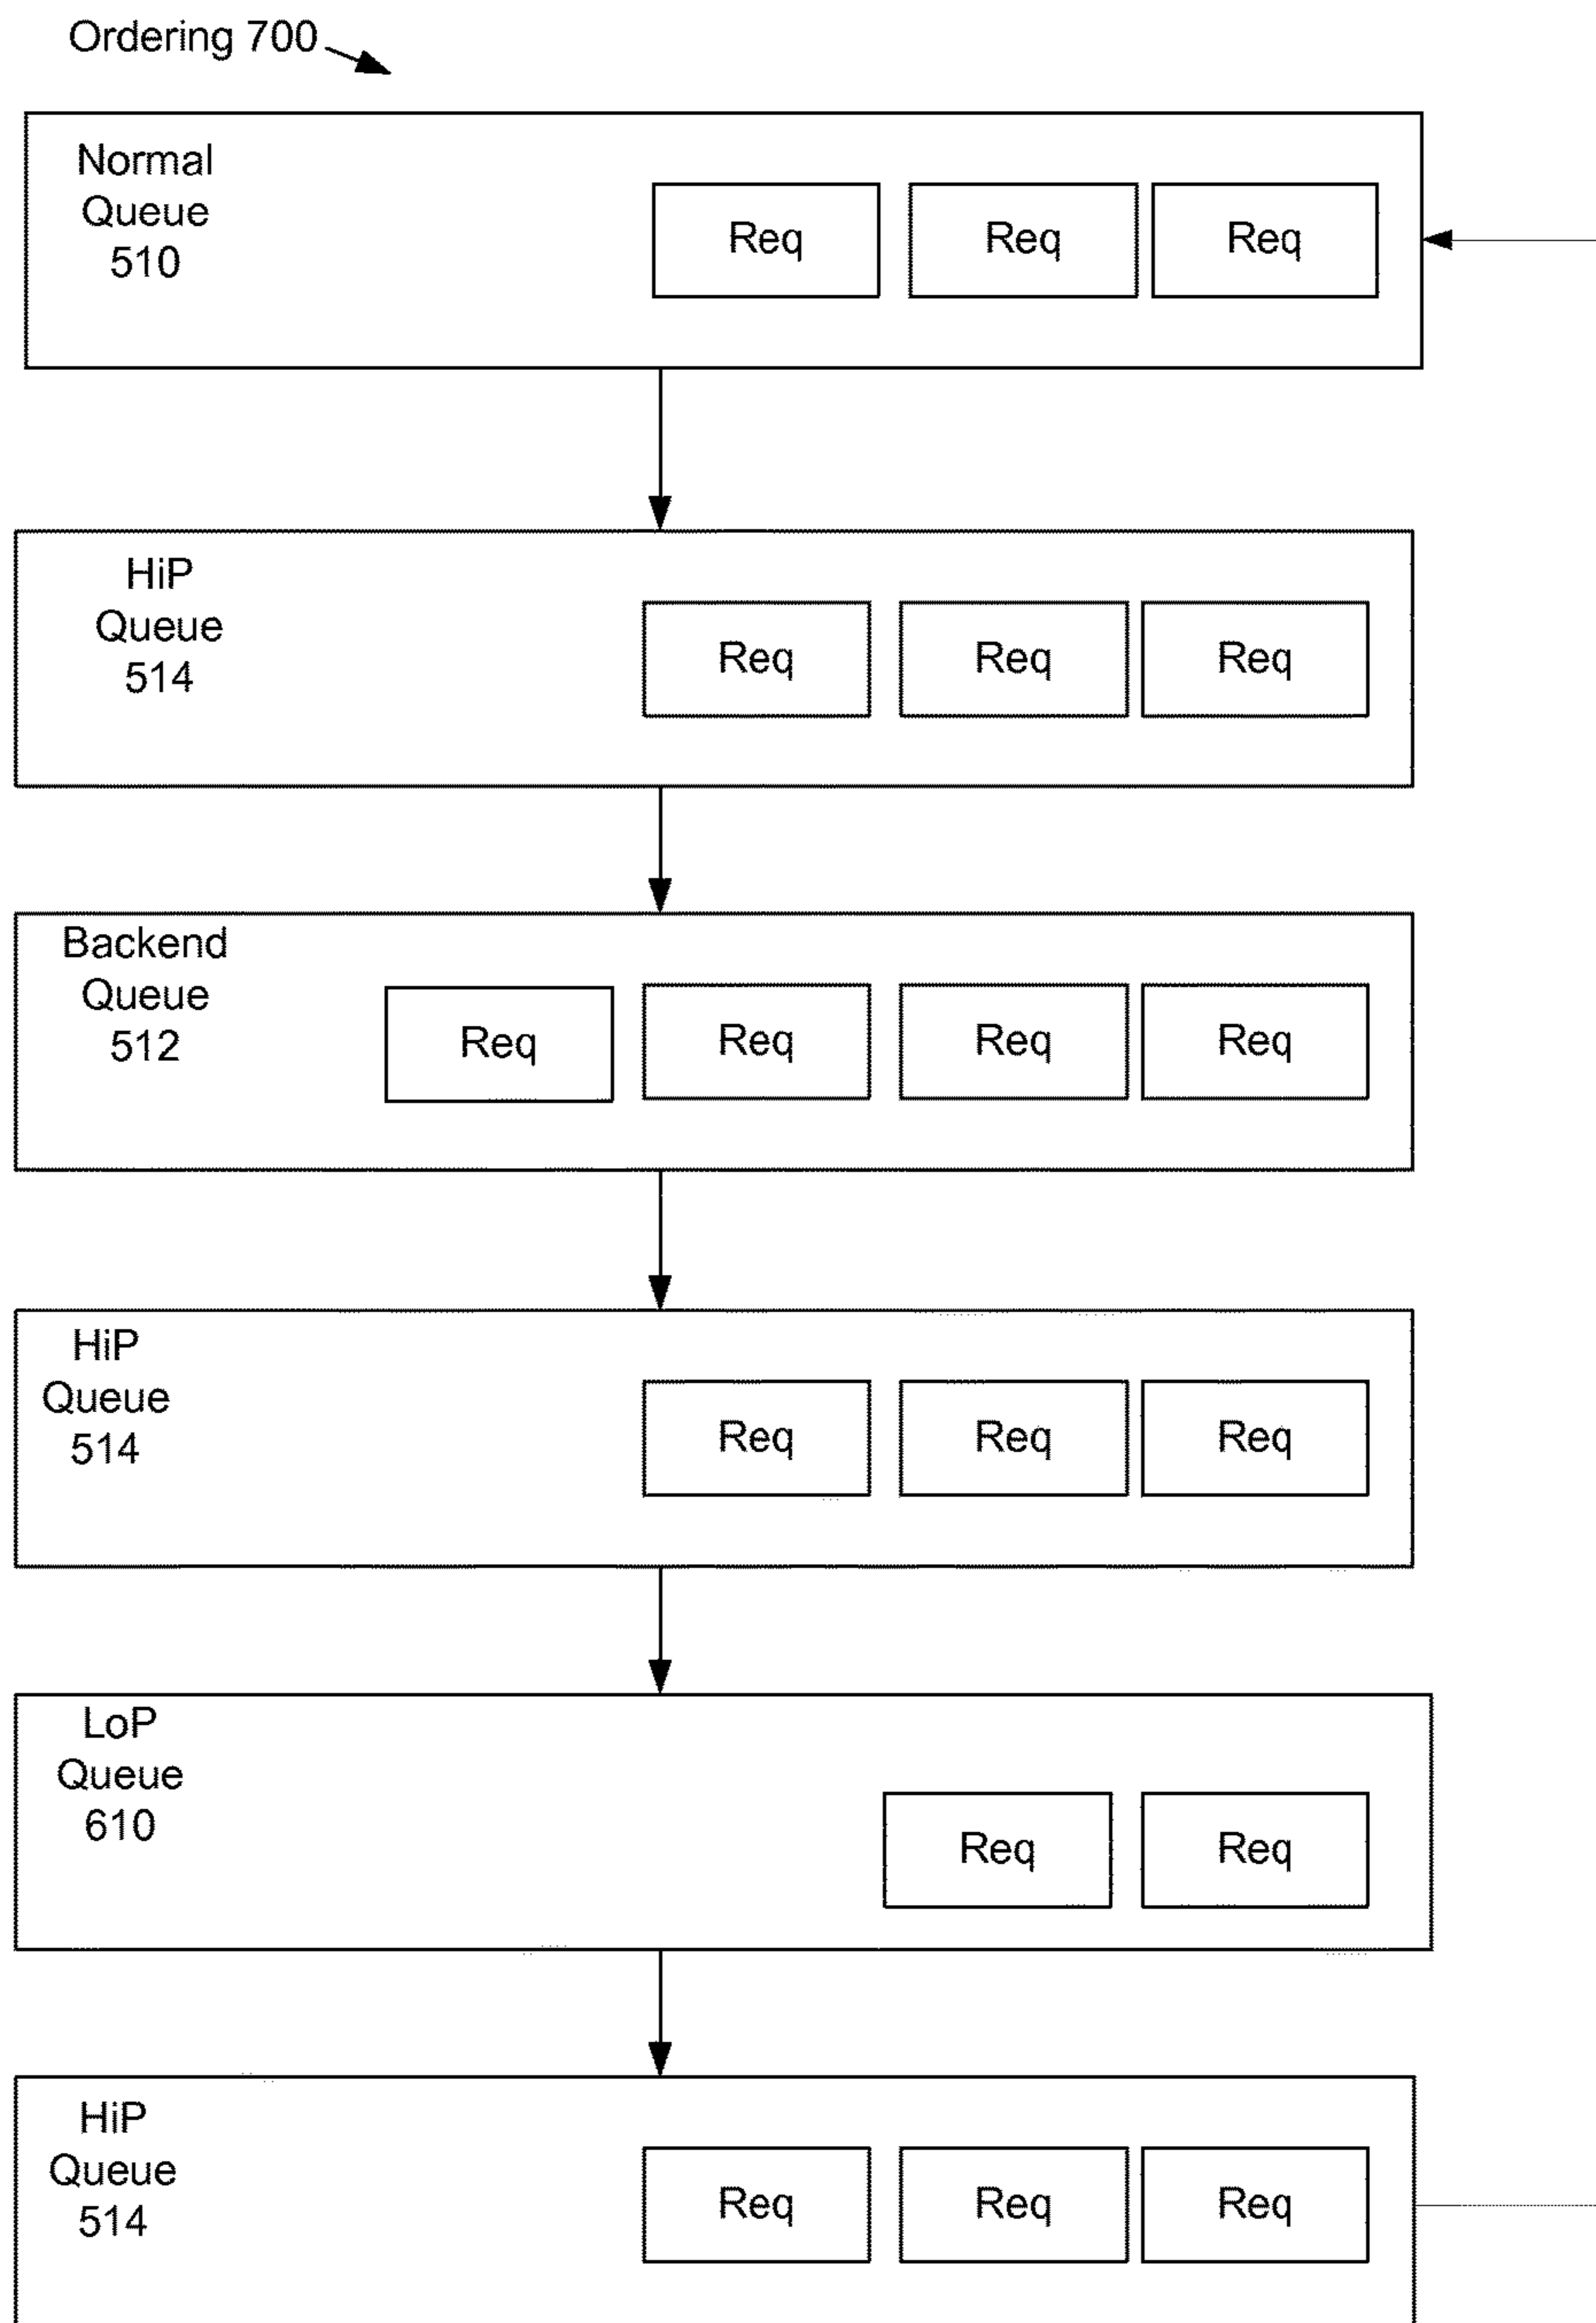 Ordering 700
Normal
Queue
510
Req Req Req
HiP
Queue
514
Req Req Req
Backend
Queue
512
Req Req Req Req
HiP
Queue
514
Req Req Req
LoP
Queue
610
Req Req
HiP
Queue
514
Req Req Req